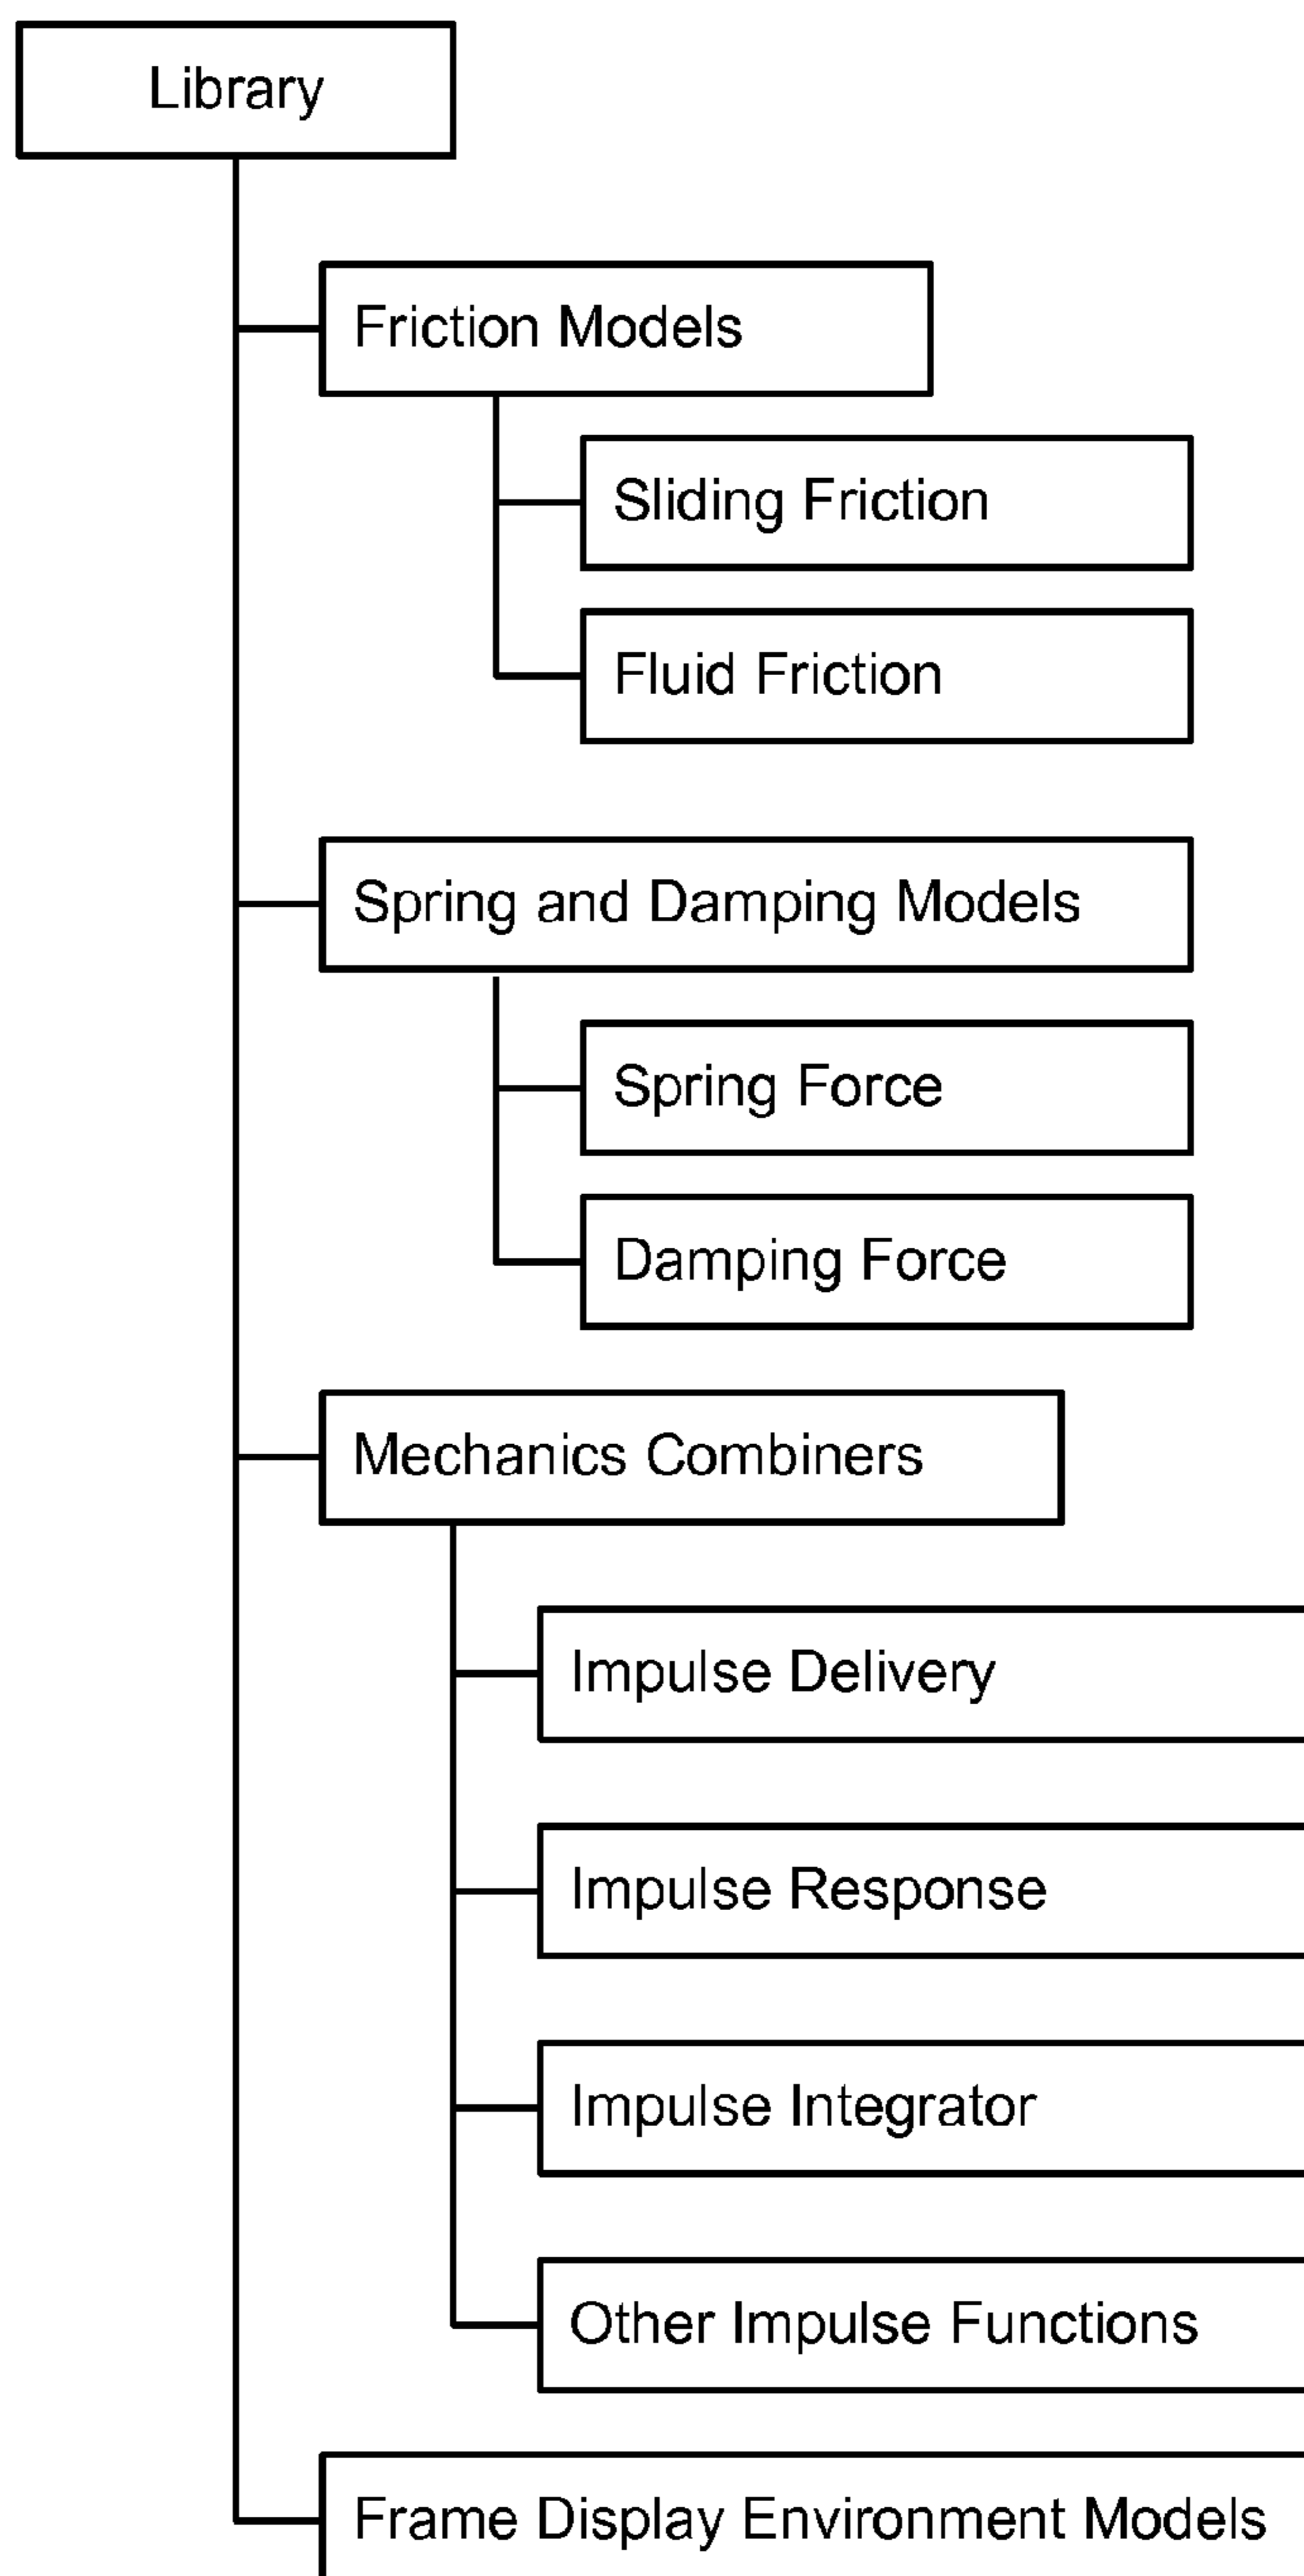 Library
Friction Models
Sliding Friction
Fluid Friction
Spring and Damping Models
Spring Force
Damping Force
Mechanics Combiners
Impulse Delivery
Impulse Response
Impulse Integrator
Other Impulse Functions
Frame Display Environment Models